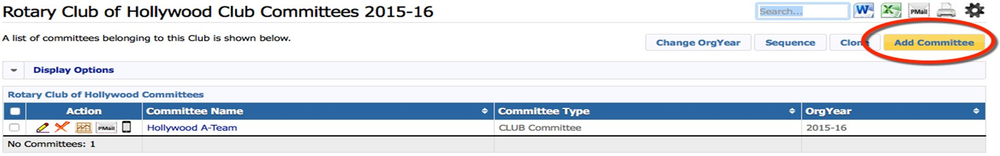 Rotary Club of Hollywood Club Committees 2015-16
Search...
W
X
PMail
A list of committees belonging to this Club is shown below.
Change OrgYear
Sequence
Clone
Add Committee
Display Options
Rotary Club of Hollywood Committees
Action Committee Name Committee Type OrgYear
PMail Hollywood A-Team CLUB Committee 2015-16
No Committees: 1